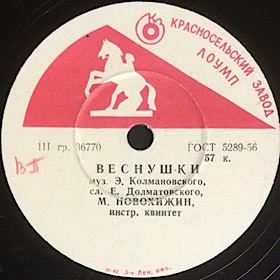 КРАСНОСЕЛЬСКИЙ ЗАВОД
ЛОУМП
III гр. 36770
ГОСТ 5289-56
57 к.
В-П
ВЕСНУШКИ
муз. Э. Колмановского,
сл. Е. Долматовского,
М. НОВОХИЖИН,
инстр. квинтет